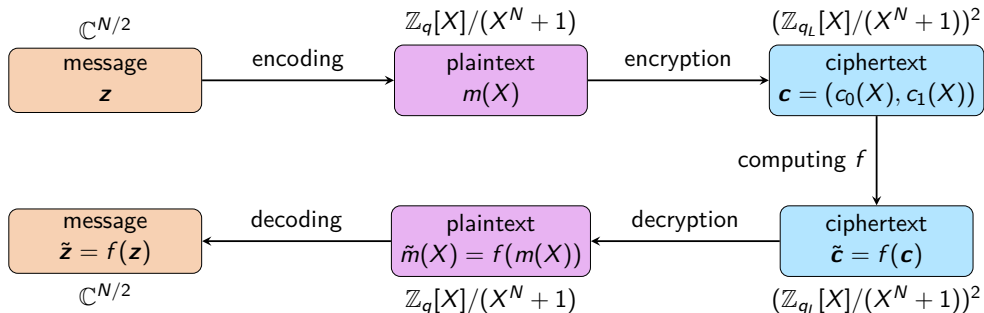 ℂ^{N/2}
ℤ_q[X]/(X^N + 1)
(ℤ_{q_L}[X]/(X^N + 1))^2
message
z
encoding
plaintext
m(X)
encryption
ciphertext
c = (c_0(X), c_1(X))
computing f
message
z̃ = f(z)
decoding
plaintext
m̃(X) = f(m(X))
decryption
ciphertext
c̃ = f(c)
ℂ^{N/2}
ℤ_q[X]/(X^N + 1)
(ℤ_{q_l}[X]/(X^N + 1))^2